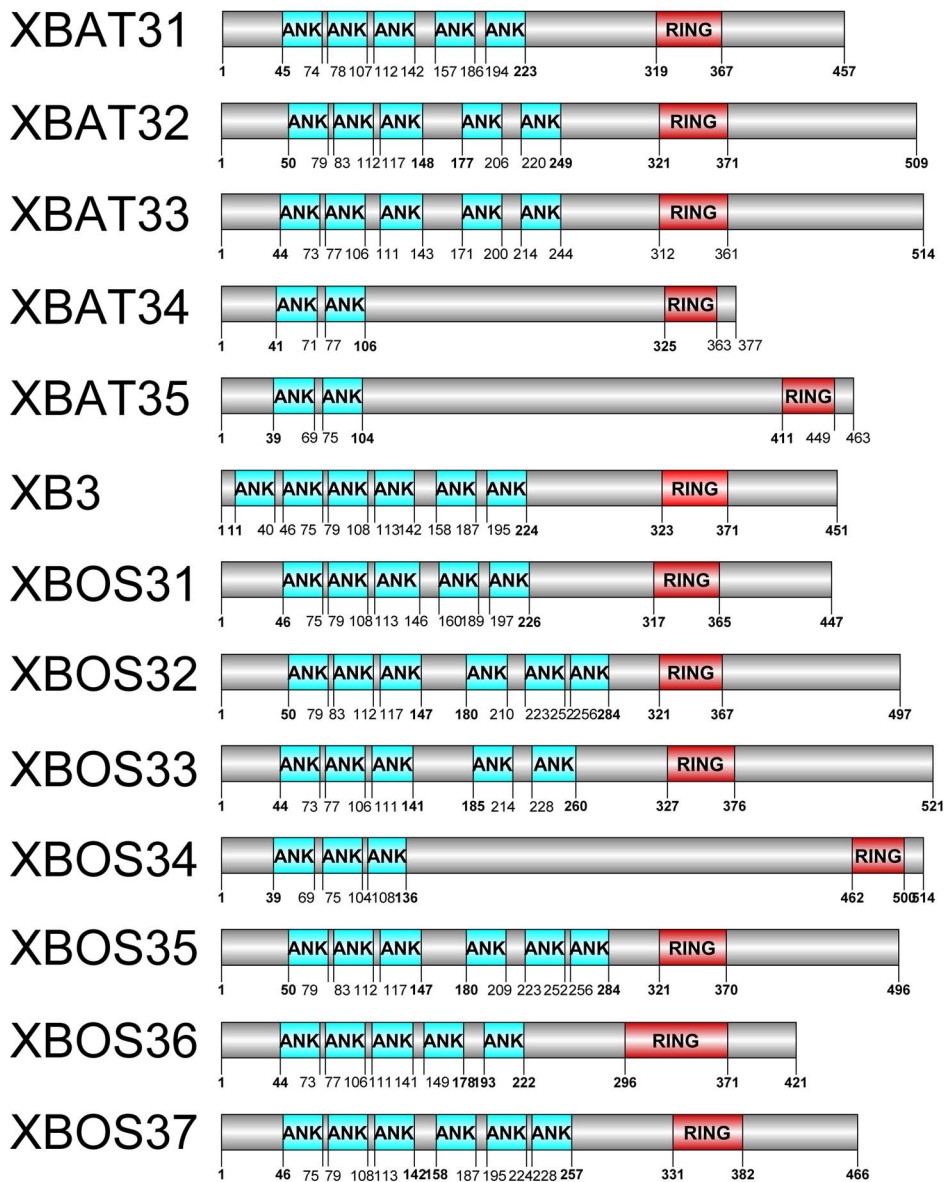 XBAT31 ANK ANK ANK ANK ANK RING
1 45 74 78 107 112 142 157 186 194 223 319 367 457
XBAT32 ANK ANK ANK ANK ANK RING
1 50 79 83 112 117 148 177 206 220 249 321 371 509
XBAT33 ANK ANK ANK ANK ANK RING
1 44 73 77 106 111 143 171 200 214 244 312 361 514
XBAT34 ANK ANK RING
1 41 71 77 106 325 363 377
XBAT35 ANK ANK RING
1 39 69 75 104 411 449 463
XB3 ANK ANK ANK ANK ANK ANK RING
1 11 40 46 75 79 108 113 142 158 187 195 224 323 371 451
XBOS31 ANK ANK ANK ANK ANK RING
1 46 75 79 108 113 146 160 189 197 226 317 365 447
XBOS32 ANK ANK ANK ANK ANK ANK RING
1 50 79 83 112 117 147 180 210 223 252 256 284 321 367 497
XBOS33 ANK ANK ANK ANK ANK RING
1 44 73 77 106 111 141 185 214 228 260 327 376 521
XBOS34 ANK ANK ANK RING
1 39 69 75 104 108 136 462 500 514
XBOS35 ANK ANK ANK ANK ANK ANK RING
1 50 79 83 112 117 147 180 209 223 252 256 284 321 370 496
XBOS36 ANK ANK ANK ANK ANK RING
1 44 73 77 106 111 141 149 178 193 222 296 371 421
XBOS37 ANK ANK ANK ANK ANK ANK RING
1 46 75 79 108 113 142 158 187 195 224 228 257 331 382 466